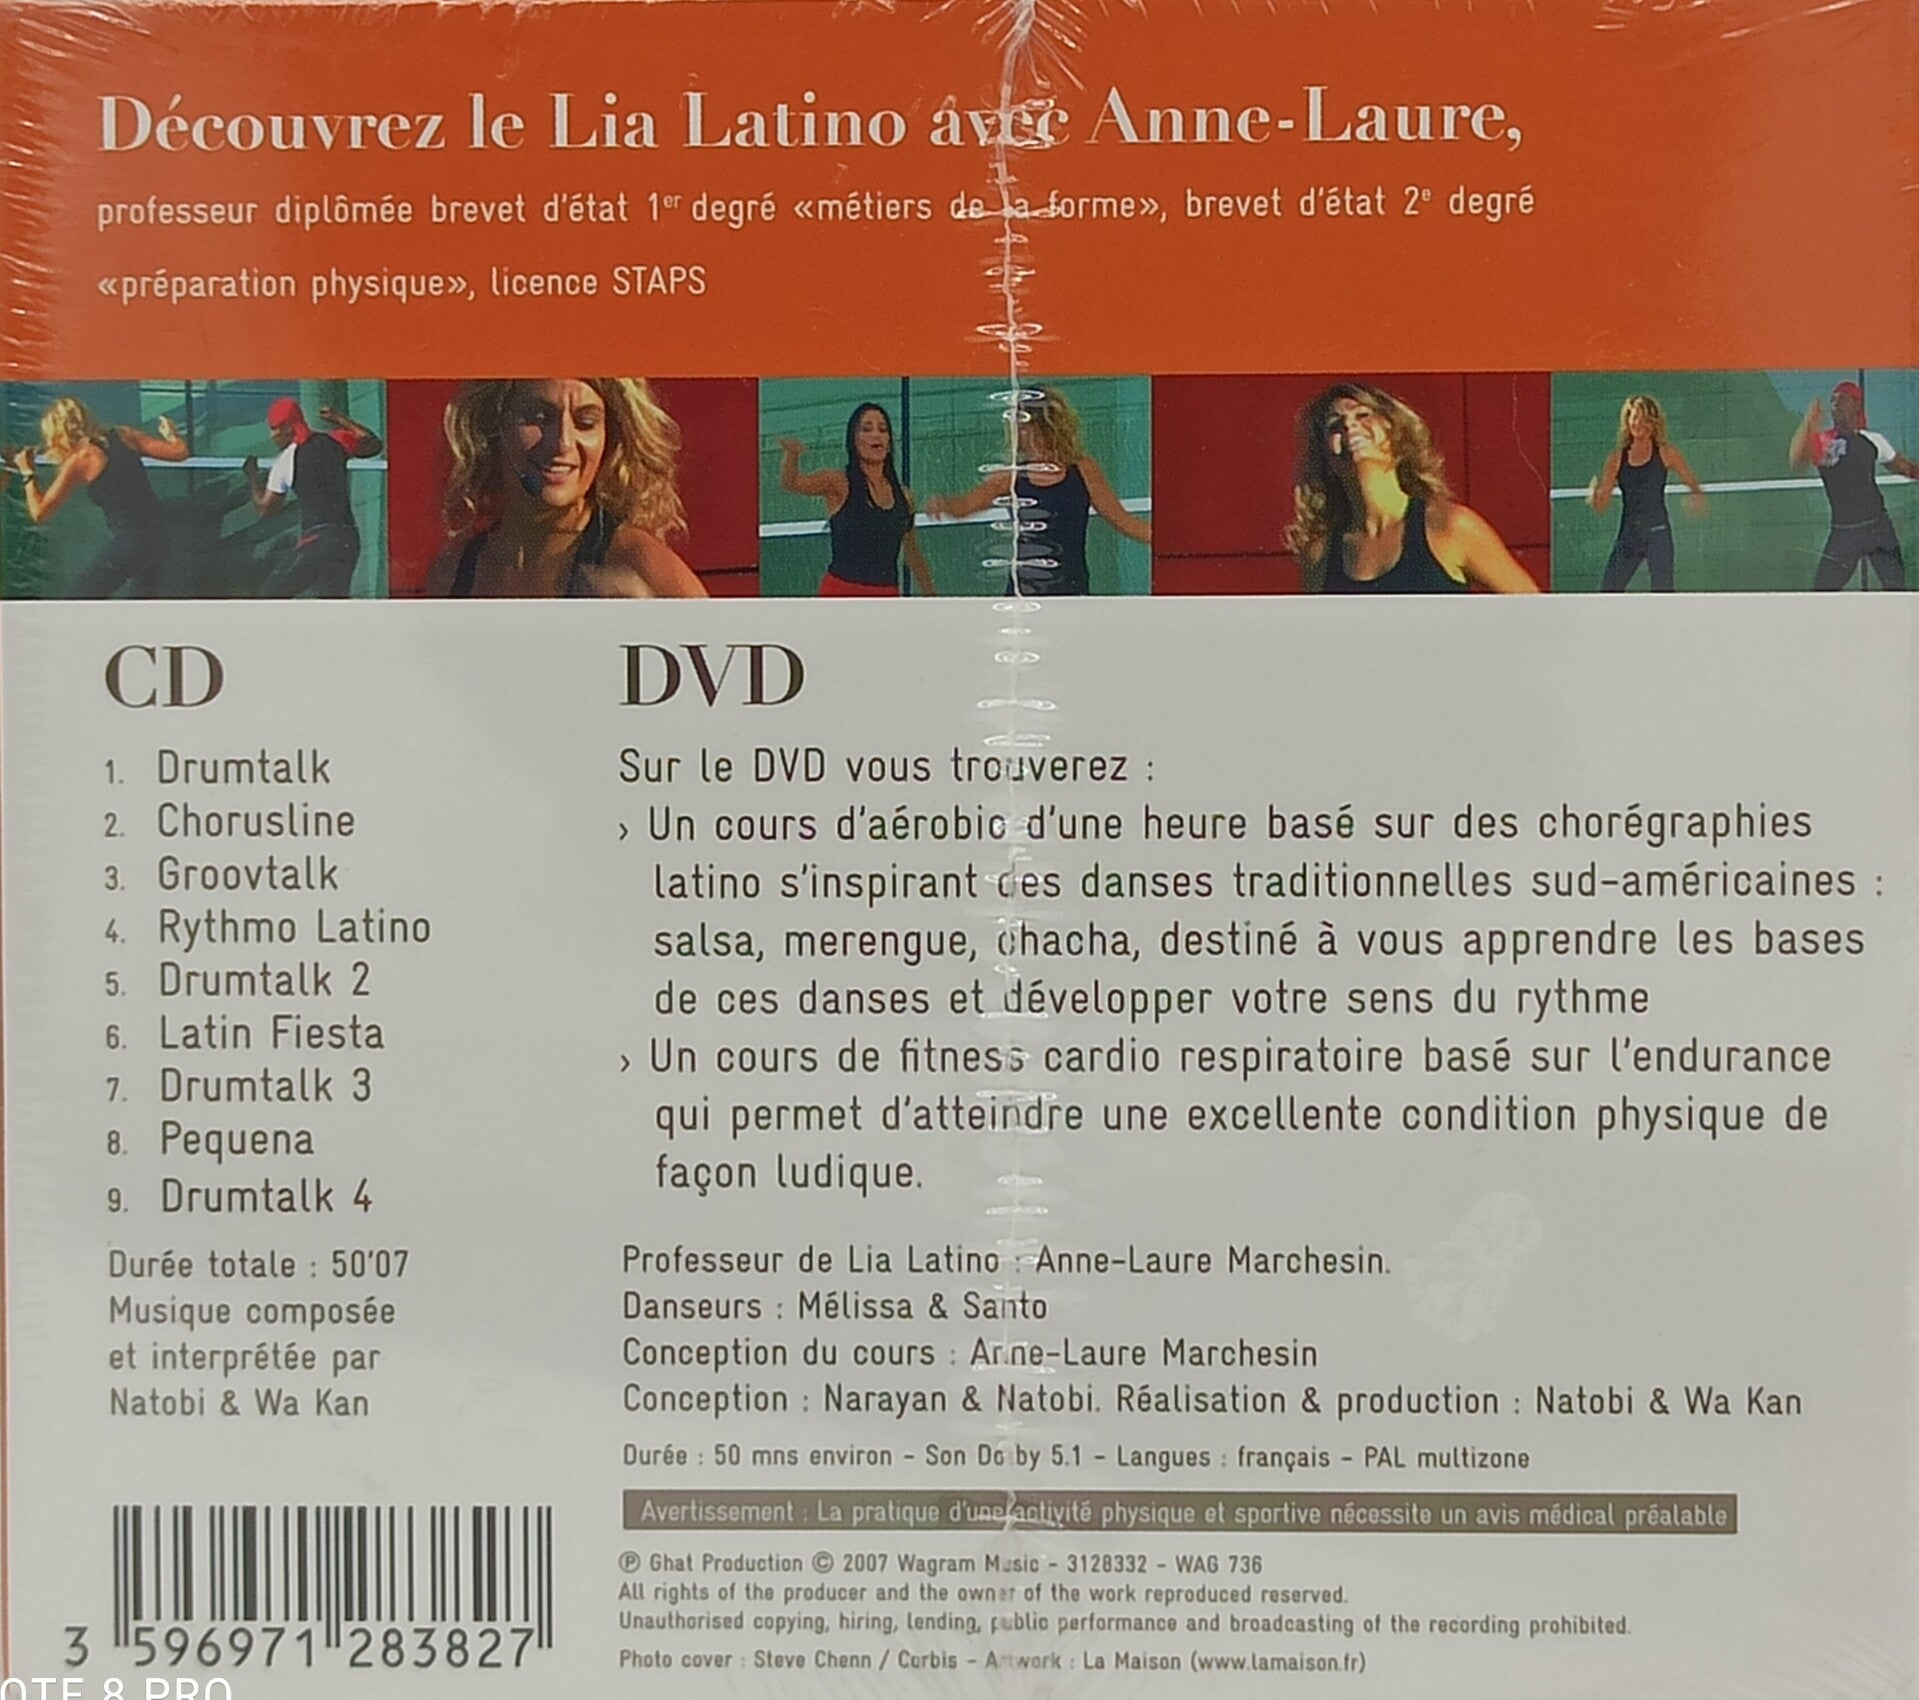 Découvrez le Lia Latino avec Anne-Laure,
professeur diplômée brevet d'état 1er degré «métiers de la forme», brevet d'état 2e degré
«préparation physique», licence STAPS
CD
1. Drumtalk
2. Chorusline
3. Groovtalk
4. Rythmo Latino
5. Drumtalk 2
6. Latin Fiesta
7. Drumtalk 3
8. Pequena
9. Drumtalk 4
Durée totale : 50'07
Musique composée
et interprétée par
Natobi & Wa Kan
DVD
Sur le DVD vous trouverez :
› Un cours d'aérobic d'une heure basé sur des chorégraphies
latino s'inspirant des danses traditionnelles sud-américaines :
salsa, merengue, chacha, destiné à vous apprendre les bases
de ces danses et développer votre sens du rythme
› Un cours de fitness cardio respiratoire basé sur l'endurance
qui permet d'atteindre une excellente condition physique de
façon ludique.
Professeur de Lia Latino : Anne-Laure Marchesin.
Danseurs : Mélissa & Santo
Conception du cours : Anne-Laure Marchesin
Conception : Narayan & Natobi. Réalisation & production : Natobi & Wa Kan
Durée : 50 mns environ - Son Dolby 5.1 - Langues : français - PAL multizone
Avertissement : La pratique d'une activité physique et sportive nécessite un avis médical préalable
℗ Ghat Production © 2007 Wagram Music - 3128332 - WAG 736
All rights of the producer and the owner of the work reproduced reserved.
Unauthorised copying, hiring, lending, public performance and broadcasting of the recording prohibited.
Photo cover : Steve Chenn / Corbis - Artwork : La Maison (www.lamaison.fr)
3 596971 283827
OTE 8 PRO